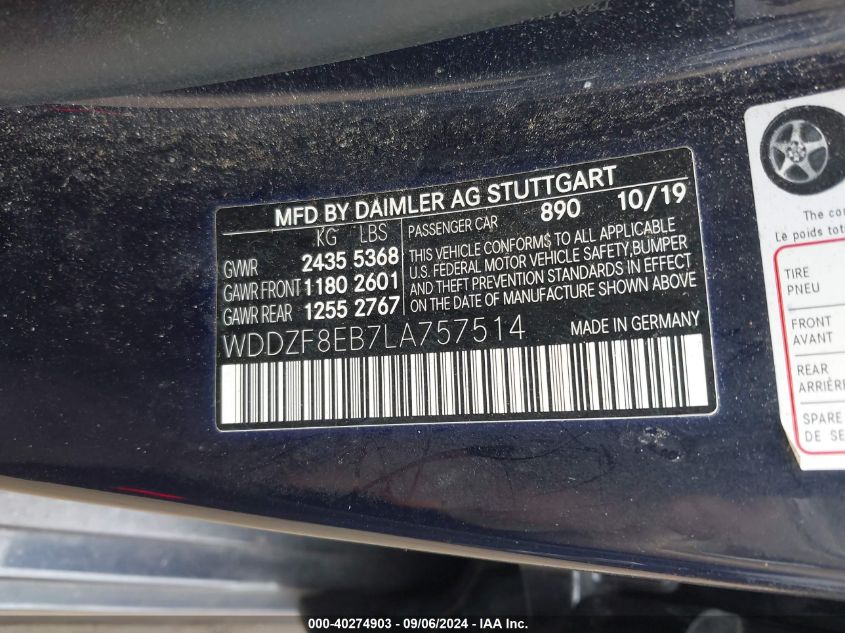 MFD BY DAIMLER AG STUTTGART
KG LBS PASSENGER CAR 890 10/19
GVWR 2435 5368
GAWR FRONT 1180 2601
GAWR REAR 1255 2767
THIS VEHICLE CONFORMS TO ALL APPLICABLE
U.S. FEDERAL MOTOR VEHICLE SAFETY, BUMPER
AND THEFT PREVENTION STANDARDS IN EFFECT
ON THE DATE OF MANUFACTURE SHOWN ABOVE
WDDZF8EB7LA757514 MADE IN GERMANY
The
Le poids
TIRE
PNEU
FRONT
AVANT
REAR
ARRIÈRE
SPARE
DE
000-40274903 - 09/06/2024 - IAA Inc.